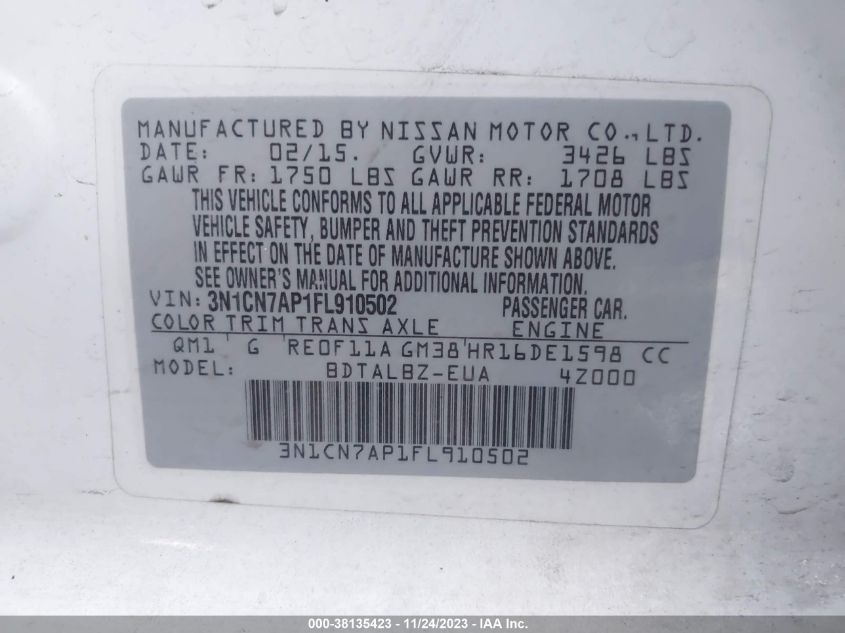 MANUFACTURED BY NISSAN MOTOR CO., LTD.
DATE: 02/15. GVWR: 3426 LBS
GAWR FR: 1750 LBS GAWR RR: 1708 LBS
THIS VEHICLE CONFORMS TO ALL APPLICABLE FEDERAL MOTOR
VEHICLE SAFETY, BUMPER AND THEFT PREVENTION STANDARDS
IN EFFECT ON THE DATE OF MANUFACTURE SHOWN ABOVE.
SEE OWNER'S MANUAL FOR ADDITIONAL INFORMATION.
VIN: 3N1CN7AP1FL910502 PASSENGER CAR.
COLOR TRIM TRANS AXLE ENGINE
QM1 G RE0F11A GM38 HR16DE1598 CC
MODEL: BDTALBZ-EUA 4Z000
3N1CN7AP1FL910502
000-38135423 - 11/24/2023 - IAA Inc.